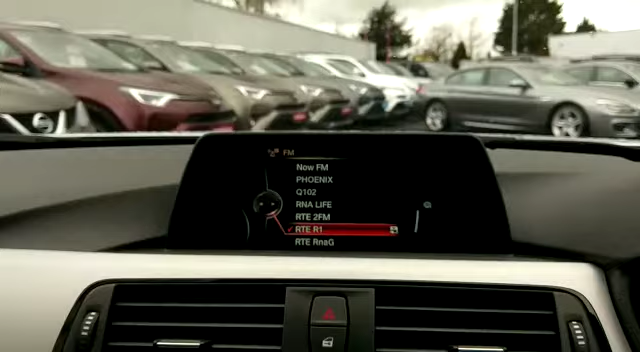 FM
Now FM
PHOENIX
Q102
RNA LIFE
RTE 2FM
RTE R1
RTE RnaG